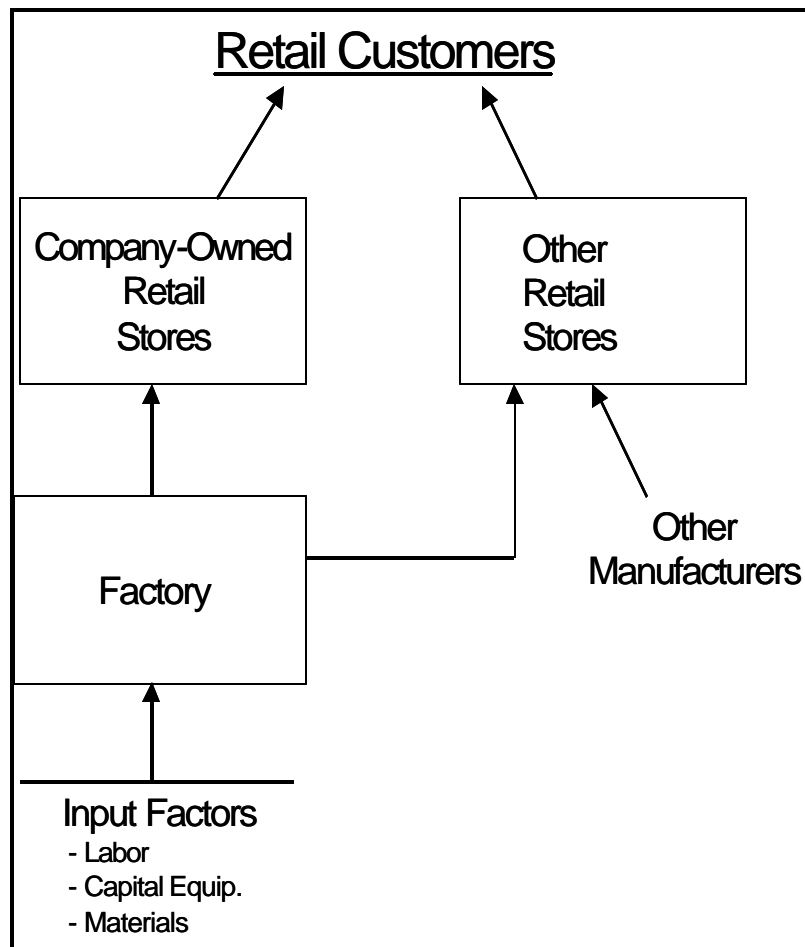 Retail Customers
Company-Owned
Retail
Stores
Other
Retail
Stores
Factory
Other
Manufacturers
Input Factors
- Labor
- Capital Equip.
- Materials